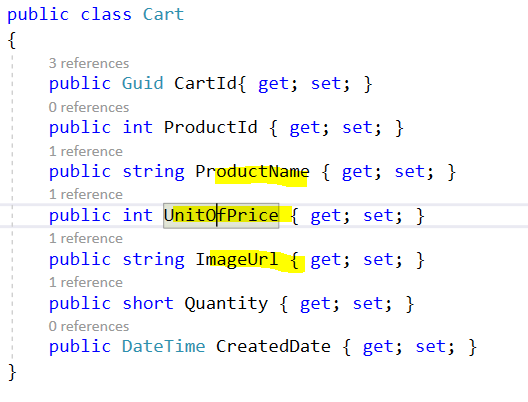 public class Cart
{
3 references
public Guid CartId{ get; set; }
0 references
public int ProductId { get; set; }
1 reference
public string ProductName { get; set; }
1 reference
public int UnitOfPrice { get; set; }
1 reference
public string ImageUrl { get; set; }
1 reference
public short Quantity { get; set; }
0 references
public DateTime CreatedDate { get; set; }
}